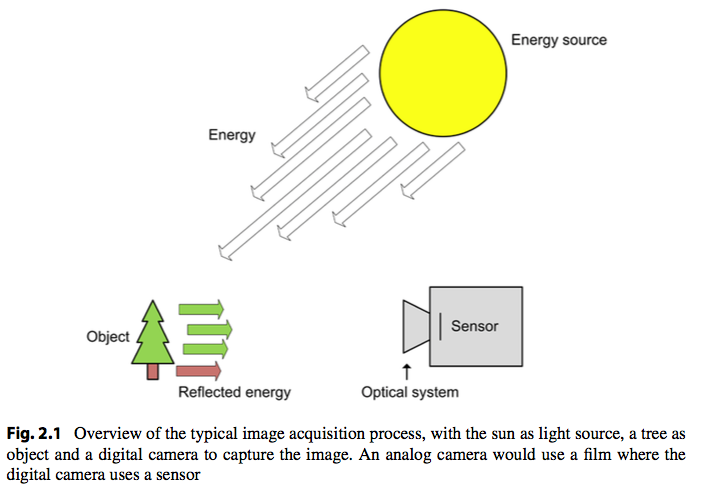 Energy source
Energy
Object
Sensor
Reflected energy
Optical system
Fig. 2.1 Overview of the typical image acquisition process, with the sun as light source, a tree as
object and a digital camera to capture the image. An analog camera would use a film where the
digital camera uses a sensor